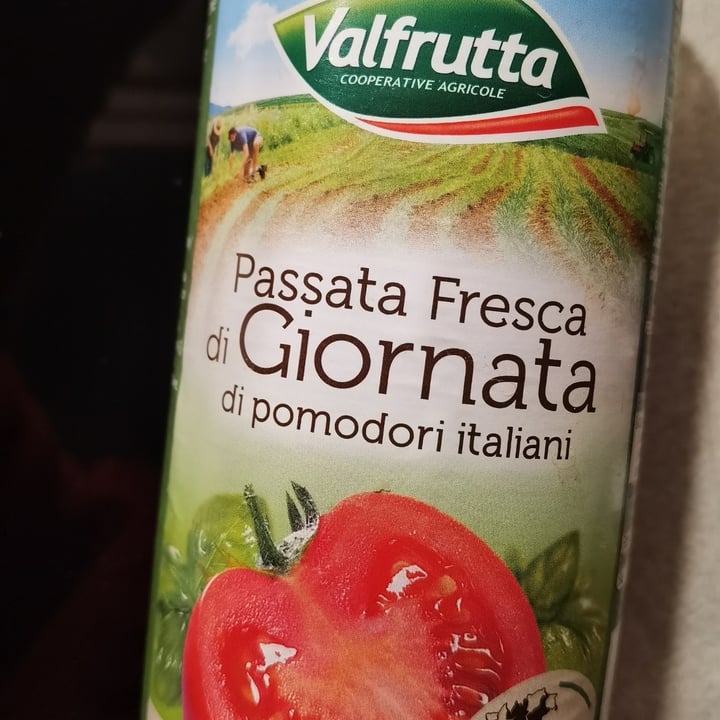 Valfrutta
COOPERATIVE AGRICOLE
Passata Fresca
di Giornata
di pomodori italiani